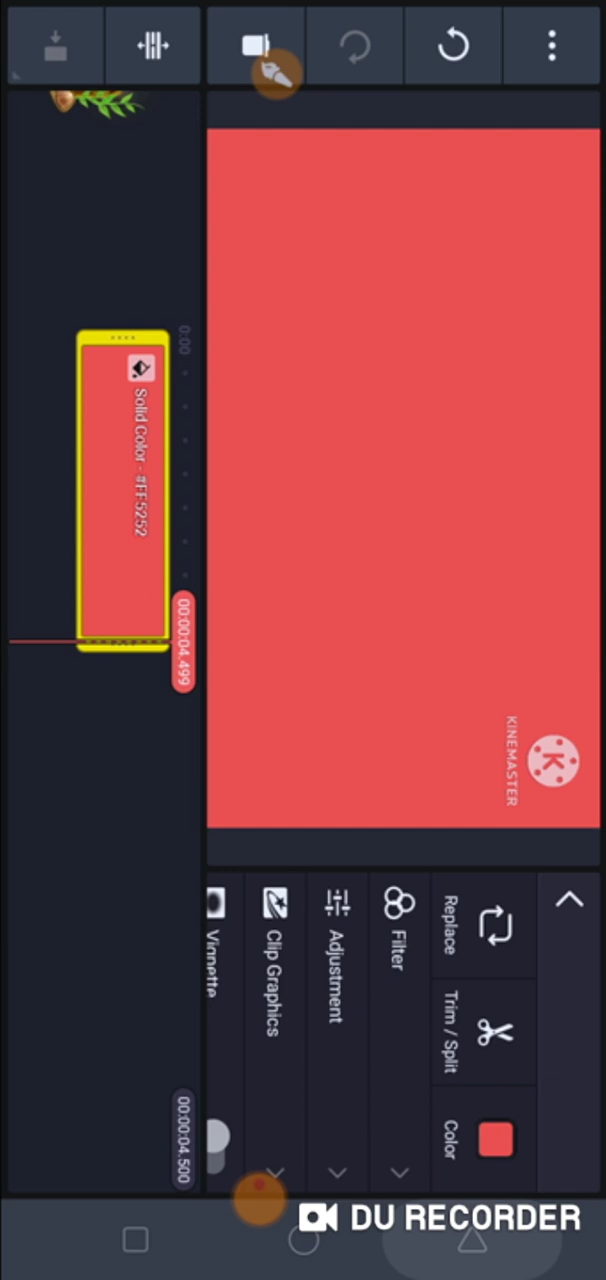 KINEMASTER
Replace
Trim / Split
Color
Filter
Adjustment
Clip Graphics
Vignette
0:00
00:00:04.499
00:00:04.500
Solid Color - #FF5252
DU RECORDER